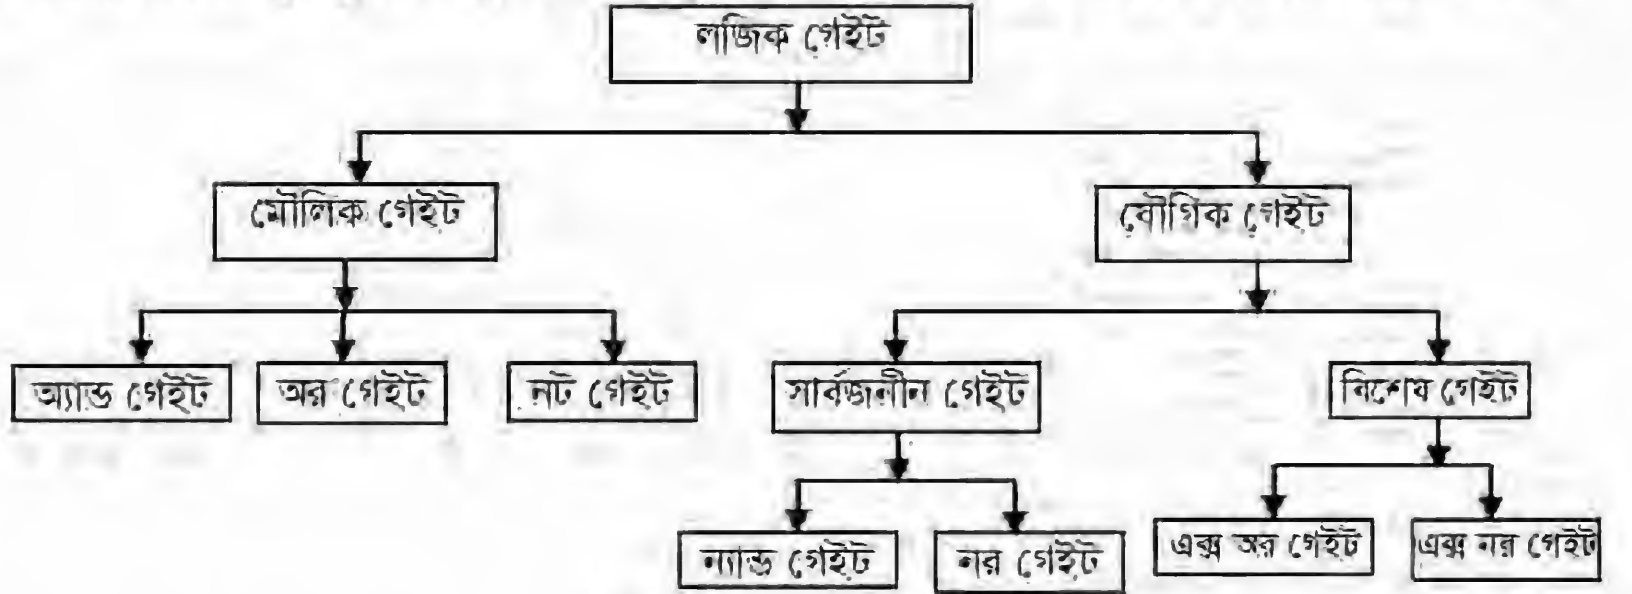 লজিক গেইট
মৌলিক গেইট
যৌগিক গেইট
অ্যান্ড গেইট
অর গেইট
নট গেইট
সার্বজনীন গেইট
বিশেষ গেইট
ন্যান্ড গেইট
নর গেইট
এক্স অর গেইট
এক্স নর গেইট